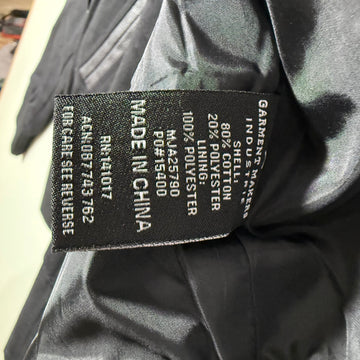 GARMENT MAKERS
INDUSTRIES
SHELL:
80% COTTON
20% POLYESTER
LINING:
100% POLYESTER
MJA25790
PO#15400
MADE IN CHINA
RN:141017
ACN:087743762
FOR CARE SEE REVERSE